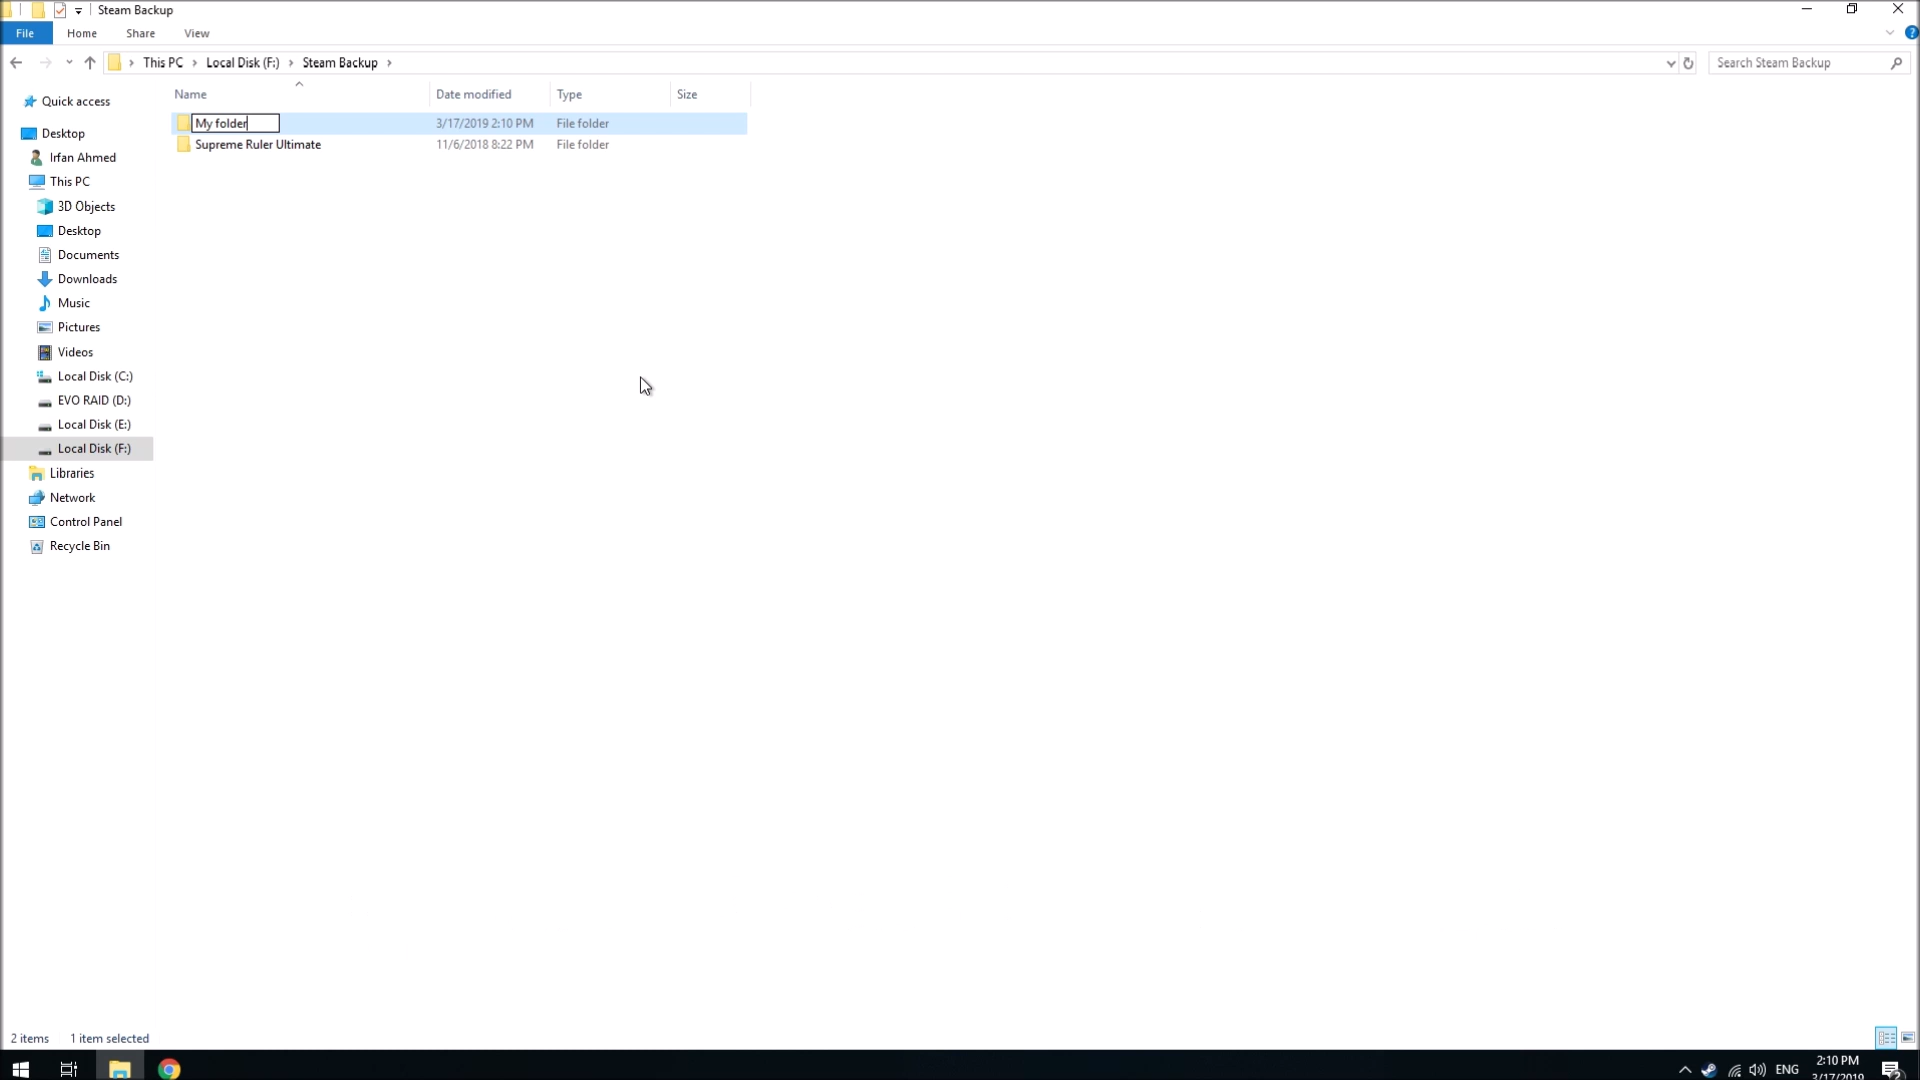 Steam Backup
File Home Share View
This PC Local Disk (F:) Steam Backup
Search Steam Backup
Name Date modified Type Size
My folder 3/17/2019 2:10 PM File folder
Supreme Ruler Ultimate 11/6/2018 8:22 PM File folder
Quick access
Desktop
Irfan Ahmed
This PC
3D Objects
Desktop
Documents
Downloads
Music
Pictures
Videos
Local Disk (C:)
EVO RAID (D:)
Local Disk (E:)
Local Disk (F:)
Libraries
Network
Control Panel
Recycle Bin
2 items 1 item selected
ENG
2:10 PM
3/17/2019
2